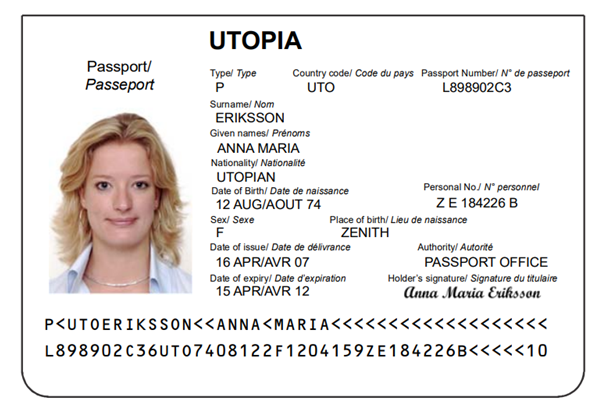 UTOPIA
Passport/
Passeport
Type/ Type Country code/ Code du pays Passport Number/ N° de passeport
P UTO L898902C3
Surname/ Nom
ERIKSSON
Given names/ Prénoms
ANNA MARIA
Nationality/ Nationalité
UTOPIAN
Date of Birth/ Date de naissance Personal No./ N° personnel
12 AUG/AOUT 74 Z E 184226 B
Sex/ Sexe Place of birth/ Lieu de naissance
F ZENITH
Date of issue/ Date de délivrance Authority/ Autorité
16 APR/AVR 07 PASSPORT OFFICE
Date of expiry/ Date d'expiration Holder's signature/ Signature du titulaire
15 APR/AVR 12 Anna Maria Eriksson
P<UTOERIKSSON<<ANNA<MARIA<<<<<<<<<<<<<<<<<<<
L898902C36UTO7408122F1204159ZE184226B<<<<<10